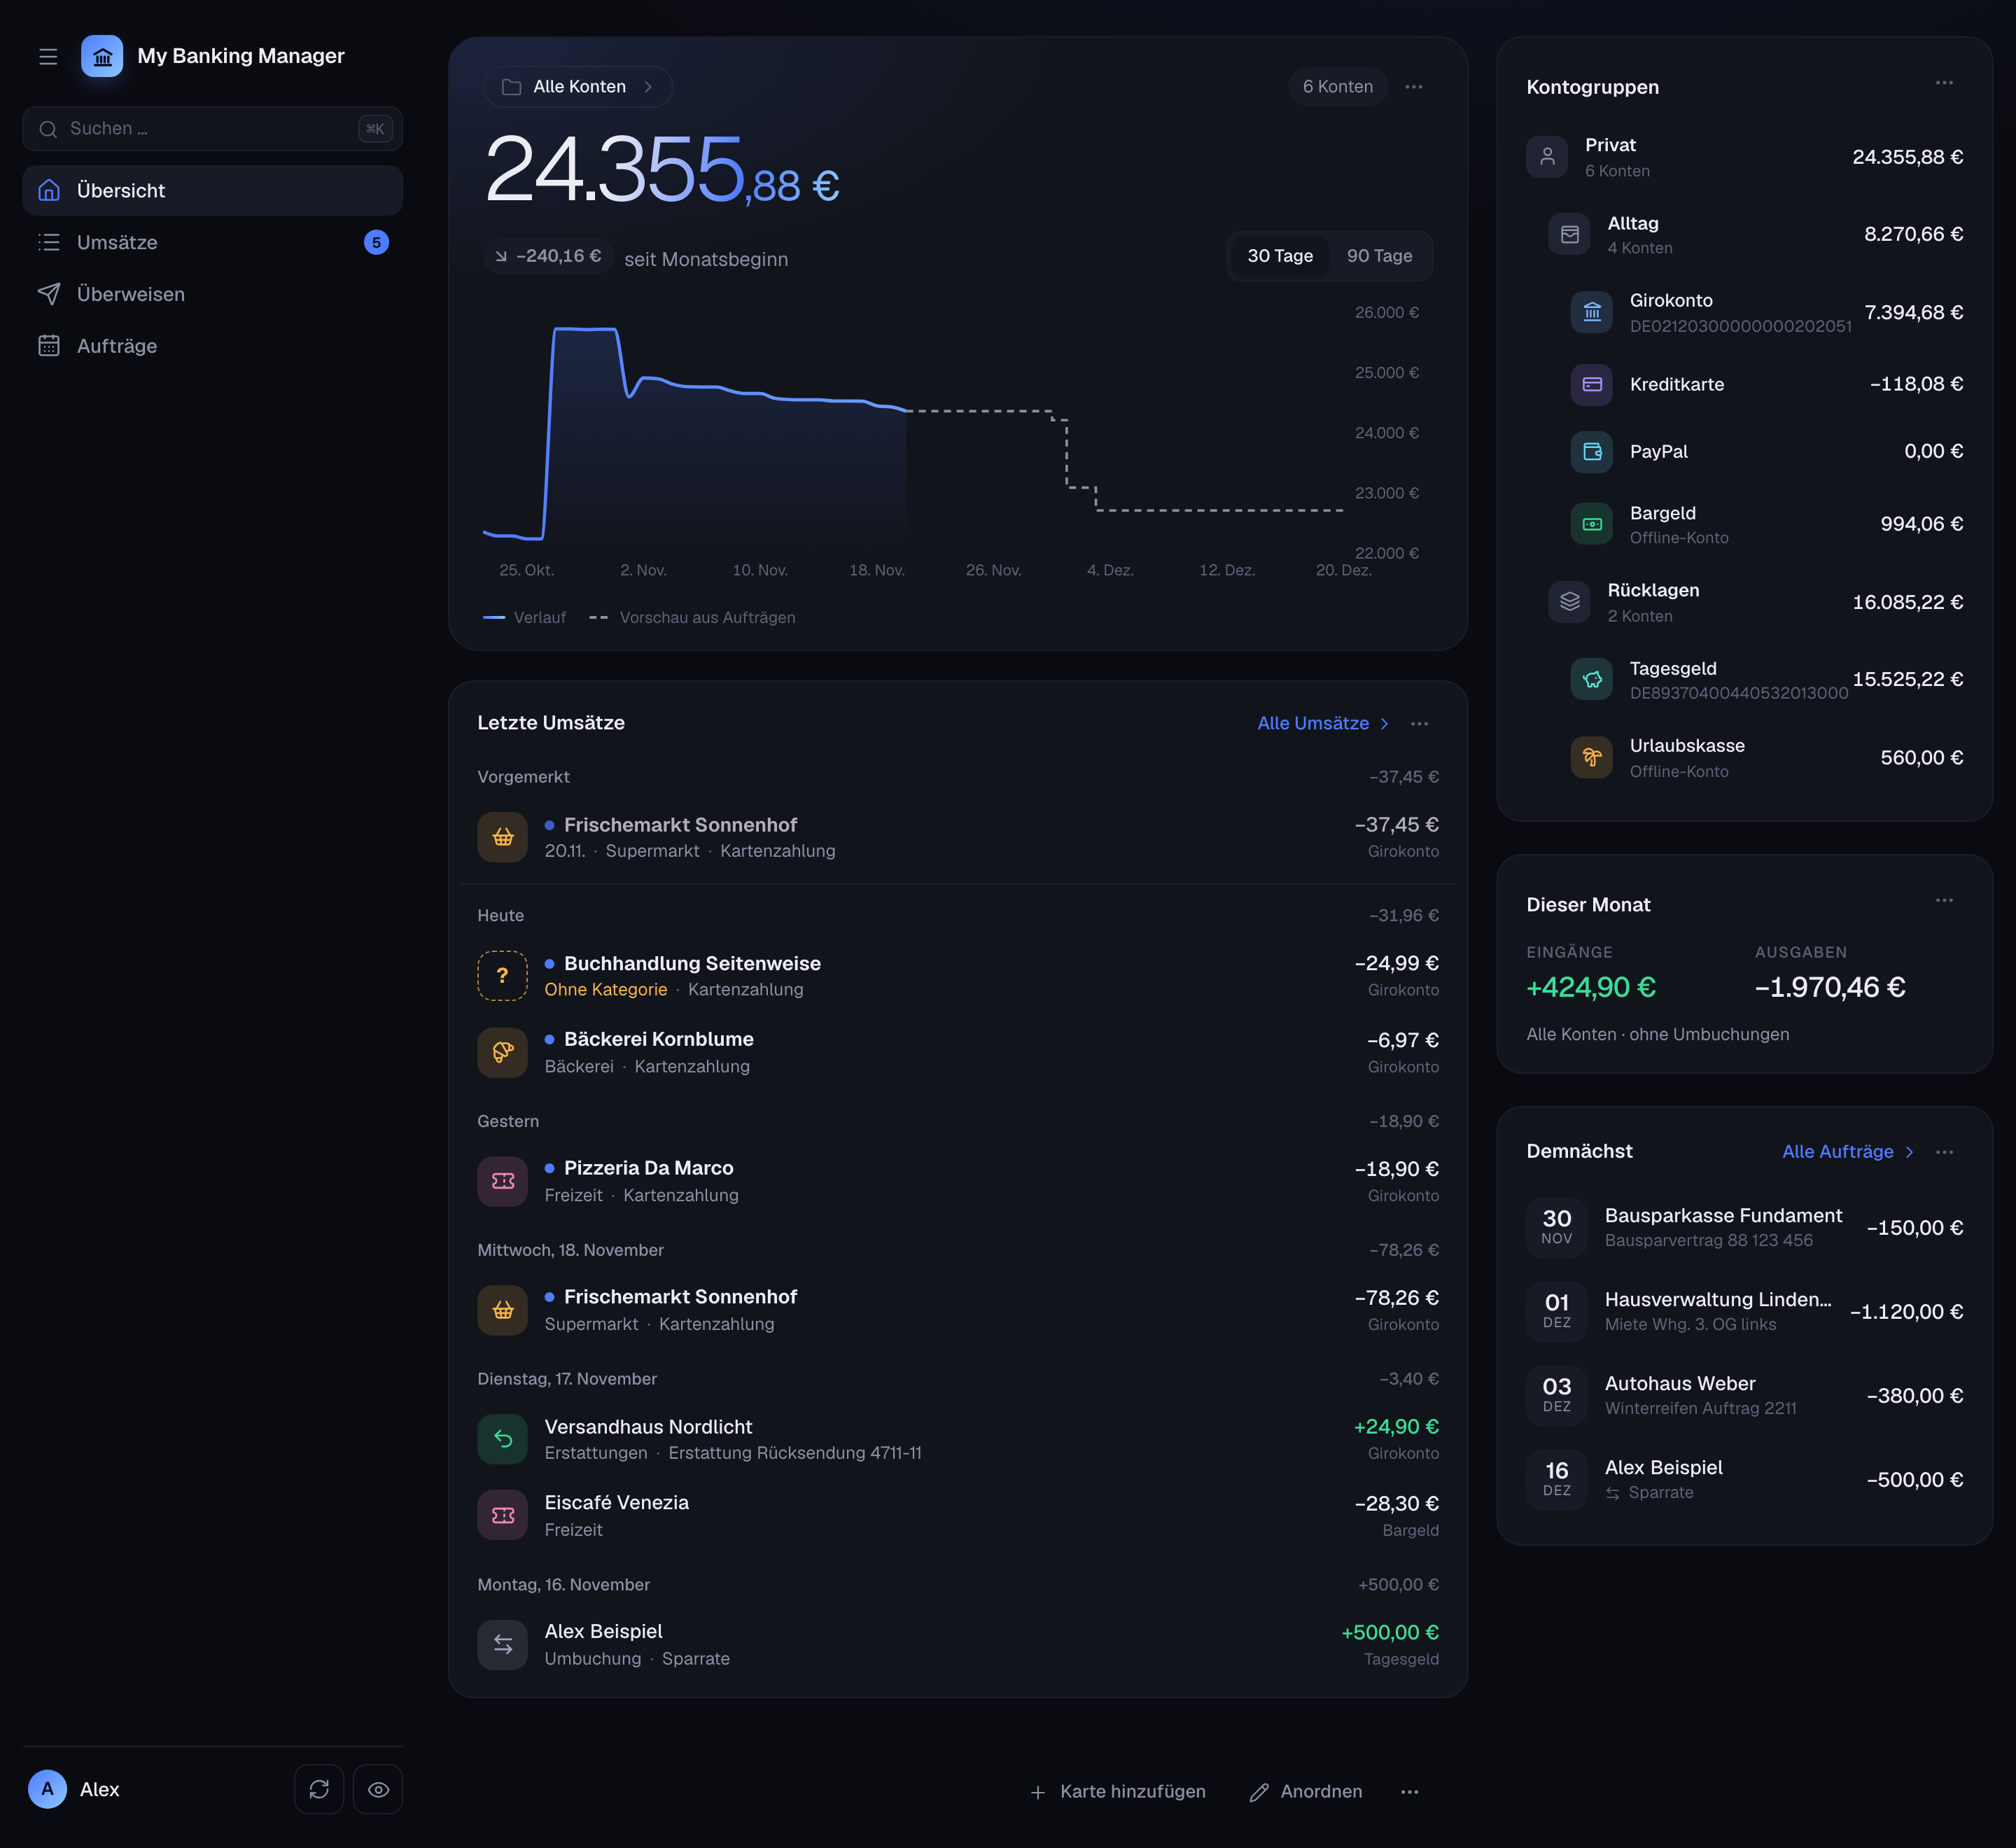 My Banking Manager
Suchen …
⌘K
Übersicht
Umsätze
5
Überweisen
Aufträge
A
Alex
Alle Konten
6 Konten
24.355,88 €
−240,16 €
seit Monatsbeginn
30 Tage
90 Tage
26.000 €
25.000 €
24.000 €
23.000 €
22.000 €
25. Okt.
2. Nov.
10. Nov.
18. Nov.
26. Nov.
4. Dez.
12. Dez.
20. Dez.
Verlauf
Vorschau aus Aufträgen
Letzte Umsätze
Alle Umsätze
Vorgemerkt
−37,45 €
Frischemarkt Sonnenhof
−37,45 €
20.11. · Supermarkt · Kartenzahlung
Girokonto
Heute
−31,96 €
?
Buchhandlung Seitenweise
−24,99 €
Ohne Kategorie · Kartenzahlung
Girokonto
Bäckerei Kornblume
−6,97 €
Bäckerei · Kartenzahlung
Girokonto
Gestern
−18,90 €
Pizzeria Da Marco
−18,90 €
Freizeit · Kartenzahlung
Girokonto
Mittwoch, 18. November
−78,26 €
Frischemarkt Sonnenhof
−78,26 €
Supermarkt · Kartenzahlung
Girokonto
Dienstag, 17. November
−3,40 €
Versandhaus Nordlicht
+24,90 €
Erstattungen · Erstattung Rücksendung 4711-11
Girokonto
Eiscafé Venezia
−28,30 €
Freizeit
Bargeld
Montag, 16. November
+500,00 €
Alex Beispiel
+500,00 €
Umbuchung · Sparrate
Tagesgeld
Karte hinzufügen
Anordnen
Kontogruppen
Privat
6 Konten
24.355,88 €
Alltag
4 Konten
8.270,66 €
Girokonto
DE02120300000000202051
7.394,68 €
Kreditkarte
−118,08 €
PayPal
0,00 €
Bargeld
Offline-Konto
994,06 €
Rücklagen
2 Konten
16.085,22 €
Tagesgeld
DE89370400440532013000
15.525,22 €
Urlaubskasse
Offline-Konto
560,00 €
Dieser Monat
EINGÄNGE
AUSGABEN
+424,90 €
−1.970,46 €
Alle Konten · ohne Umbuchungen
Demnächst
Alle Aufträge
30
NOV
Bausparkasse Fundament
Bausparvertrag 88 123 456
−150,00 €
01
DEZ
Hausverwaltung Linden…
Miete Whg. 3. OG links
−1.120,00 €
03
DEZ
Autohaus Weber
Winterreifen Auftrag 2211
−380,00 €
16
DEZ
Alex Beispiel
Sparrate
−500,00 €